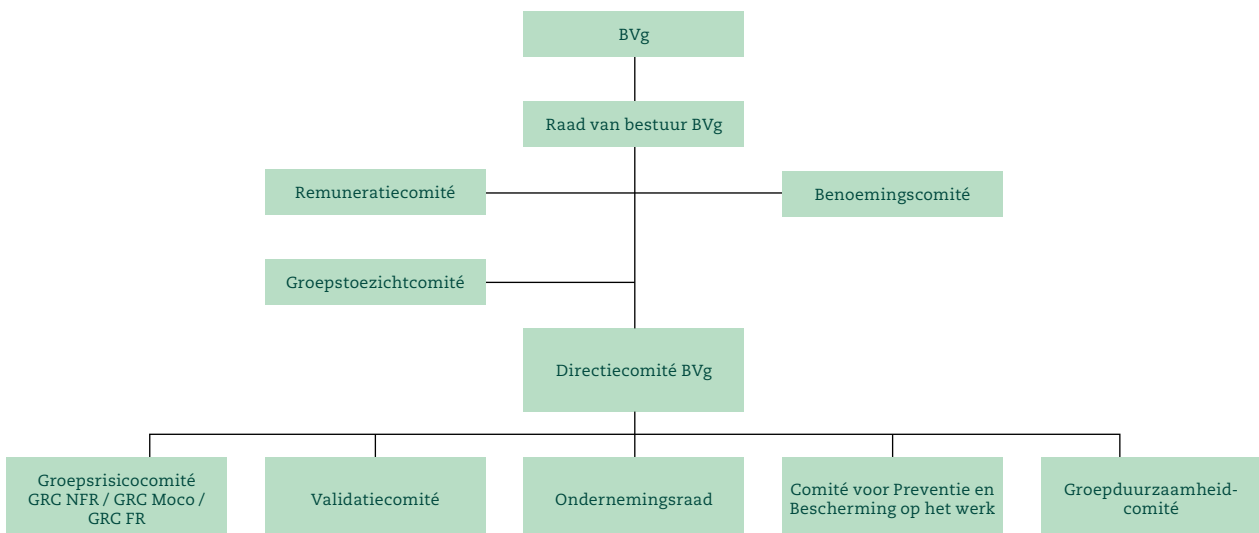 BVg
Raad van bestuur BVg
Remuneratiecomité
Benoemingscomité
Groepstoezichtcomité
Directiecomité BVg
Groepsrisicocomité
GRC NFR / GRC Moco /
GRC FR
Validatiecomité
Ondernemingsraad
Comité voor Preventie en
Bescherming op het werk
Groepduurzaamheid-
comité